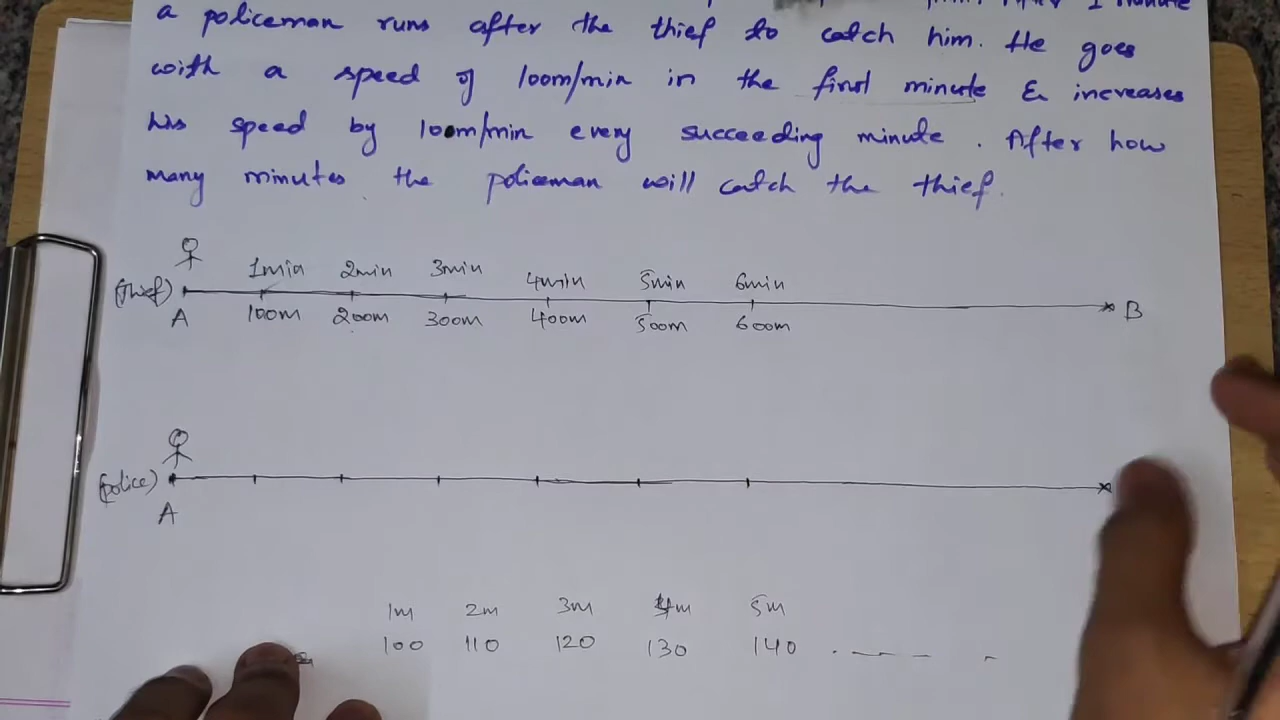 1 minute
a policeman runs after the thief to catch him. He goes
with a speed of 100m/min in the first minute & increases
his speed by 10m/min every succeeding minute. After how
many minutes the policeman will catch the thief.
1min 2min 3min 4min 5min 6min
(Thief)
A 100m 200m 300m 400m 500m 600m B
(police)
A
1m 2m 3m 4m 5m
100 110 120 130 140 . — — -